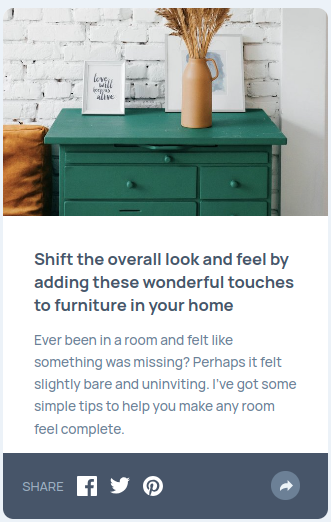 love
will
keep us
alive
Shift the overall look and feel by
adding these wonderful touches
to furniture in your home
Ever been in a room and felt like
something was missing? Perhaps it felt
slightly bare and uninviting. I've got some
simple tips to help you make any room
feel complete.
SHARE